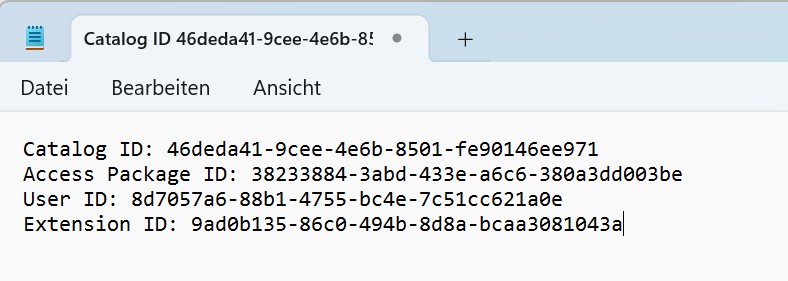 Catalog ID 46deda41-9cee-4e6b-85
Datei Bearbeiten Ansicht
Catalog ID: 46deda41-9cee-4e6b-8501-fe90146ee971
Access Package ID: 38233884-3abd-433e-a6c6-380a3dd003be
User ID: 8d7057a6-88b1-4755-bc4e-7c51cc621a0e
Extension ID: 9ad0b135-86c0-494b-8d8a-bcaa3081043a